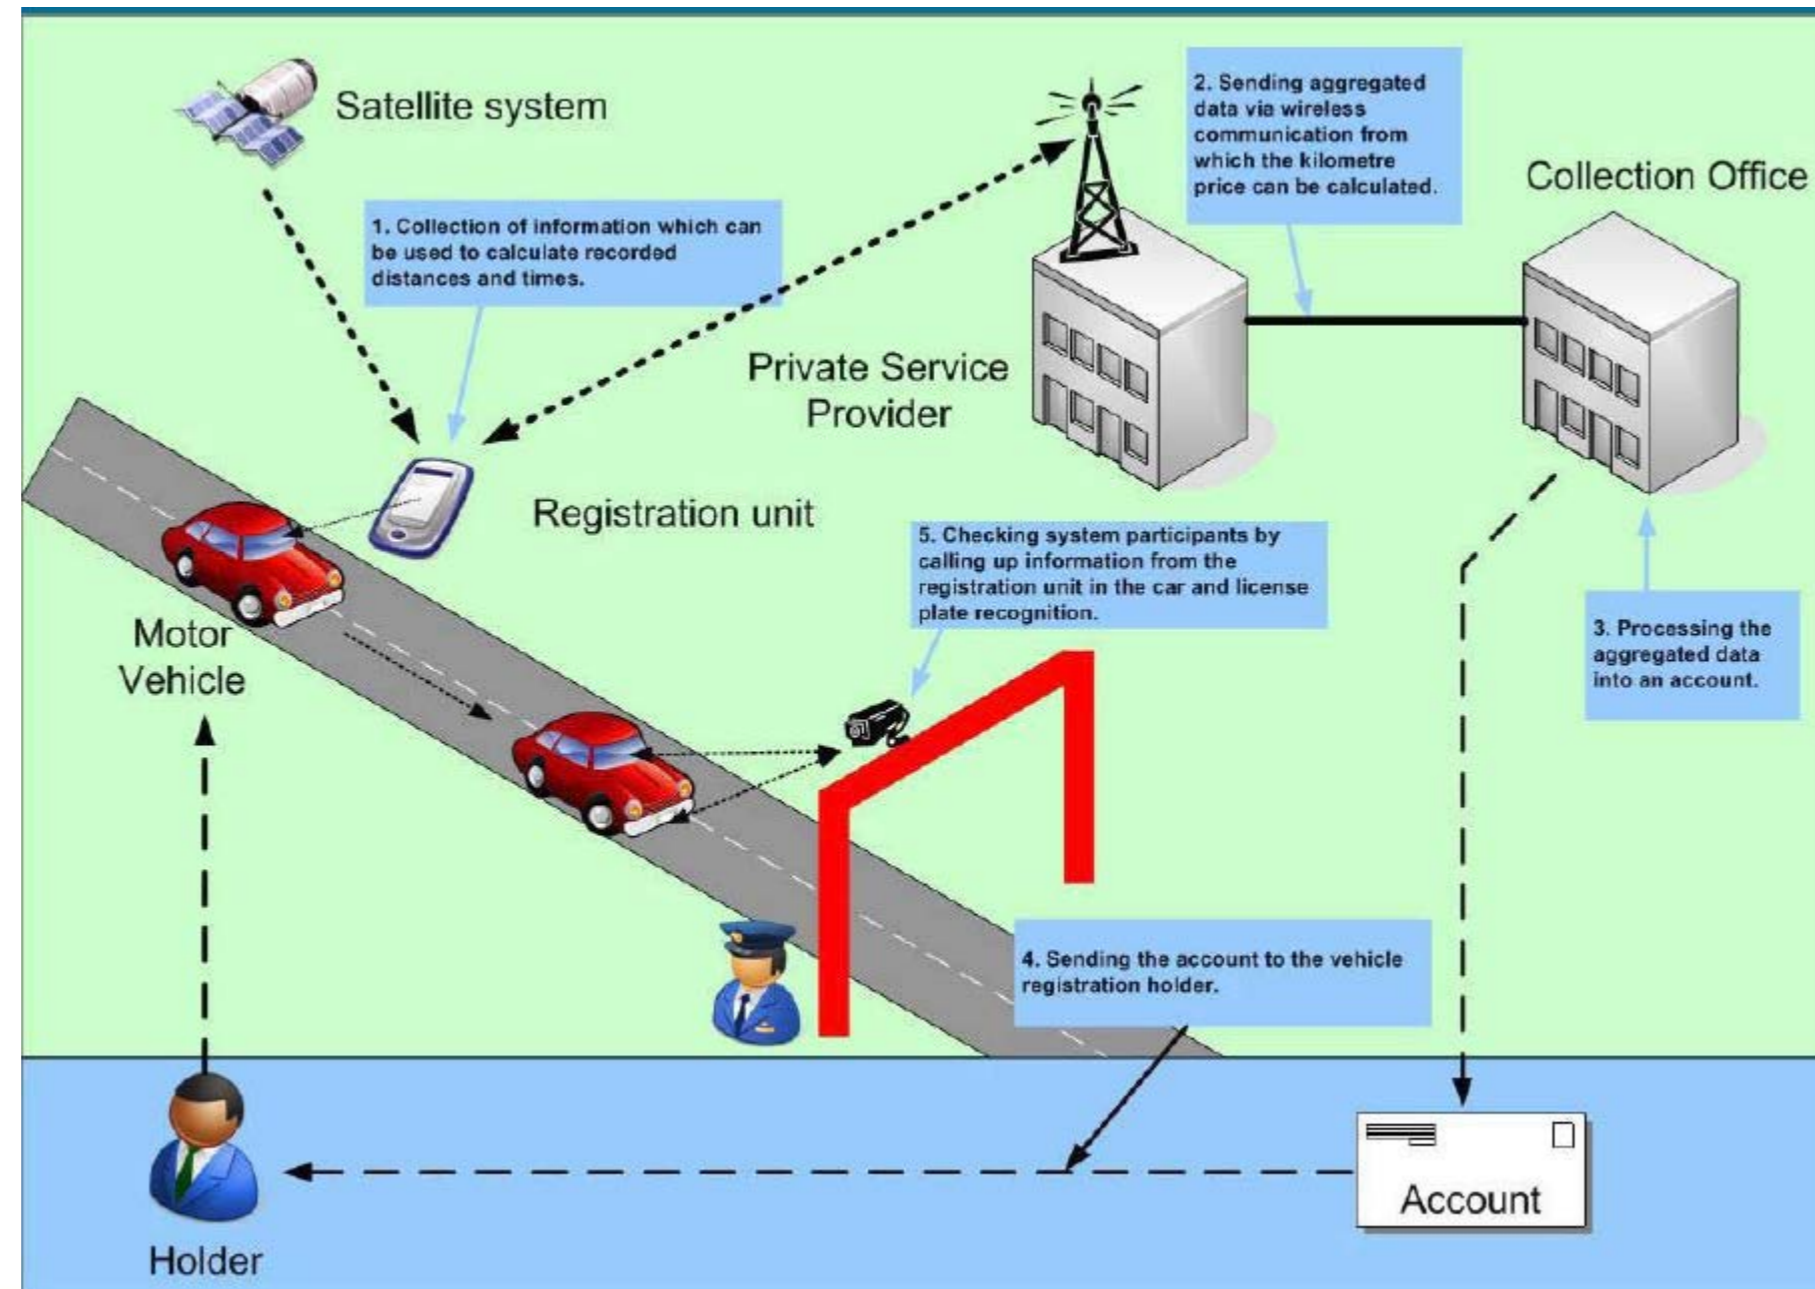 Satellite system
2. Sending aggregated
data via wireless
communication from
which the kilometre
price can be calculated.
Collection Office
1. Collection of information which can
be used to calculate recorded
distances and times.
Private Service
Provider
Registration unit
5. Checking system participants by
calling up information from the
registration unit in the car and license
plate recognition.
3. Processing the
aggregated data
into an account.
Motor
Vehicle
4. Sending the account to the vehicle
registration holder.
Account
Holder